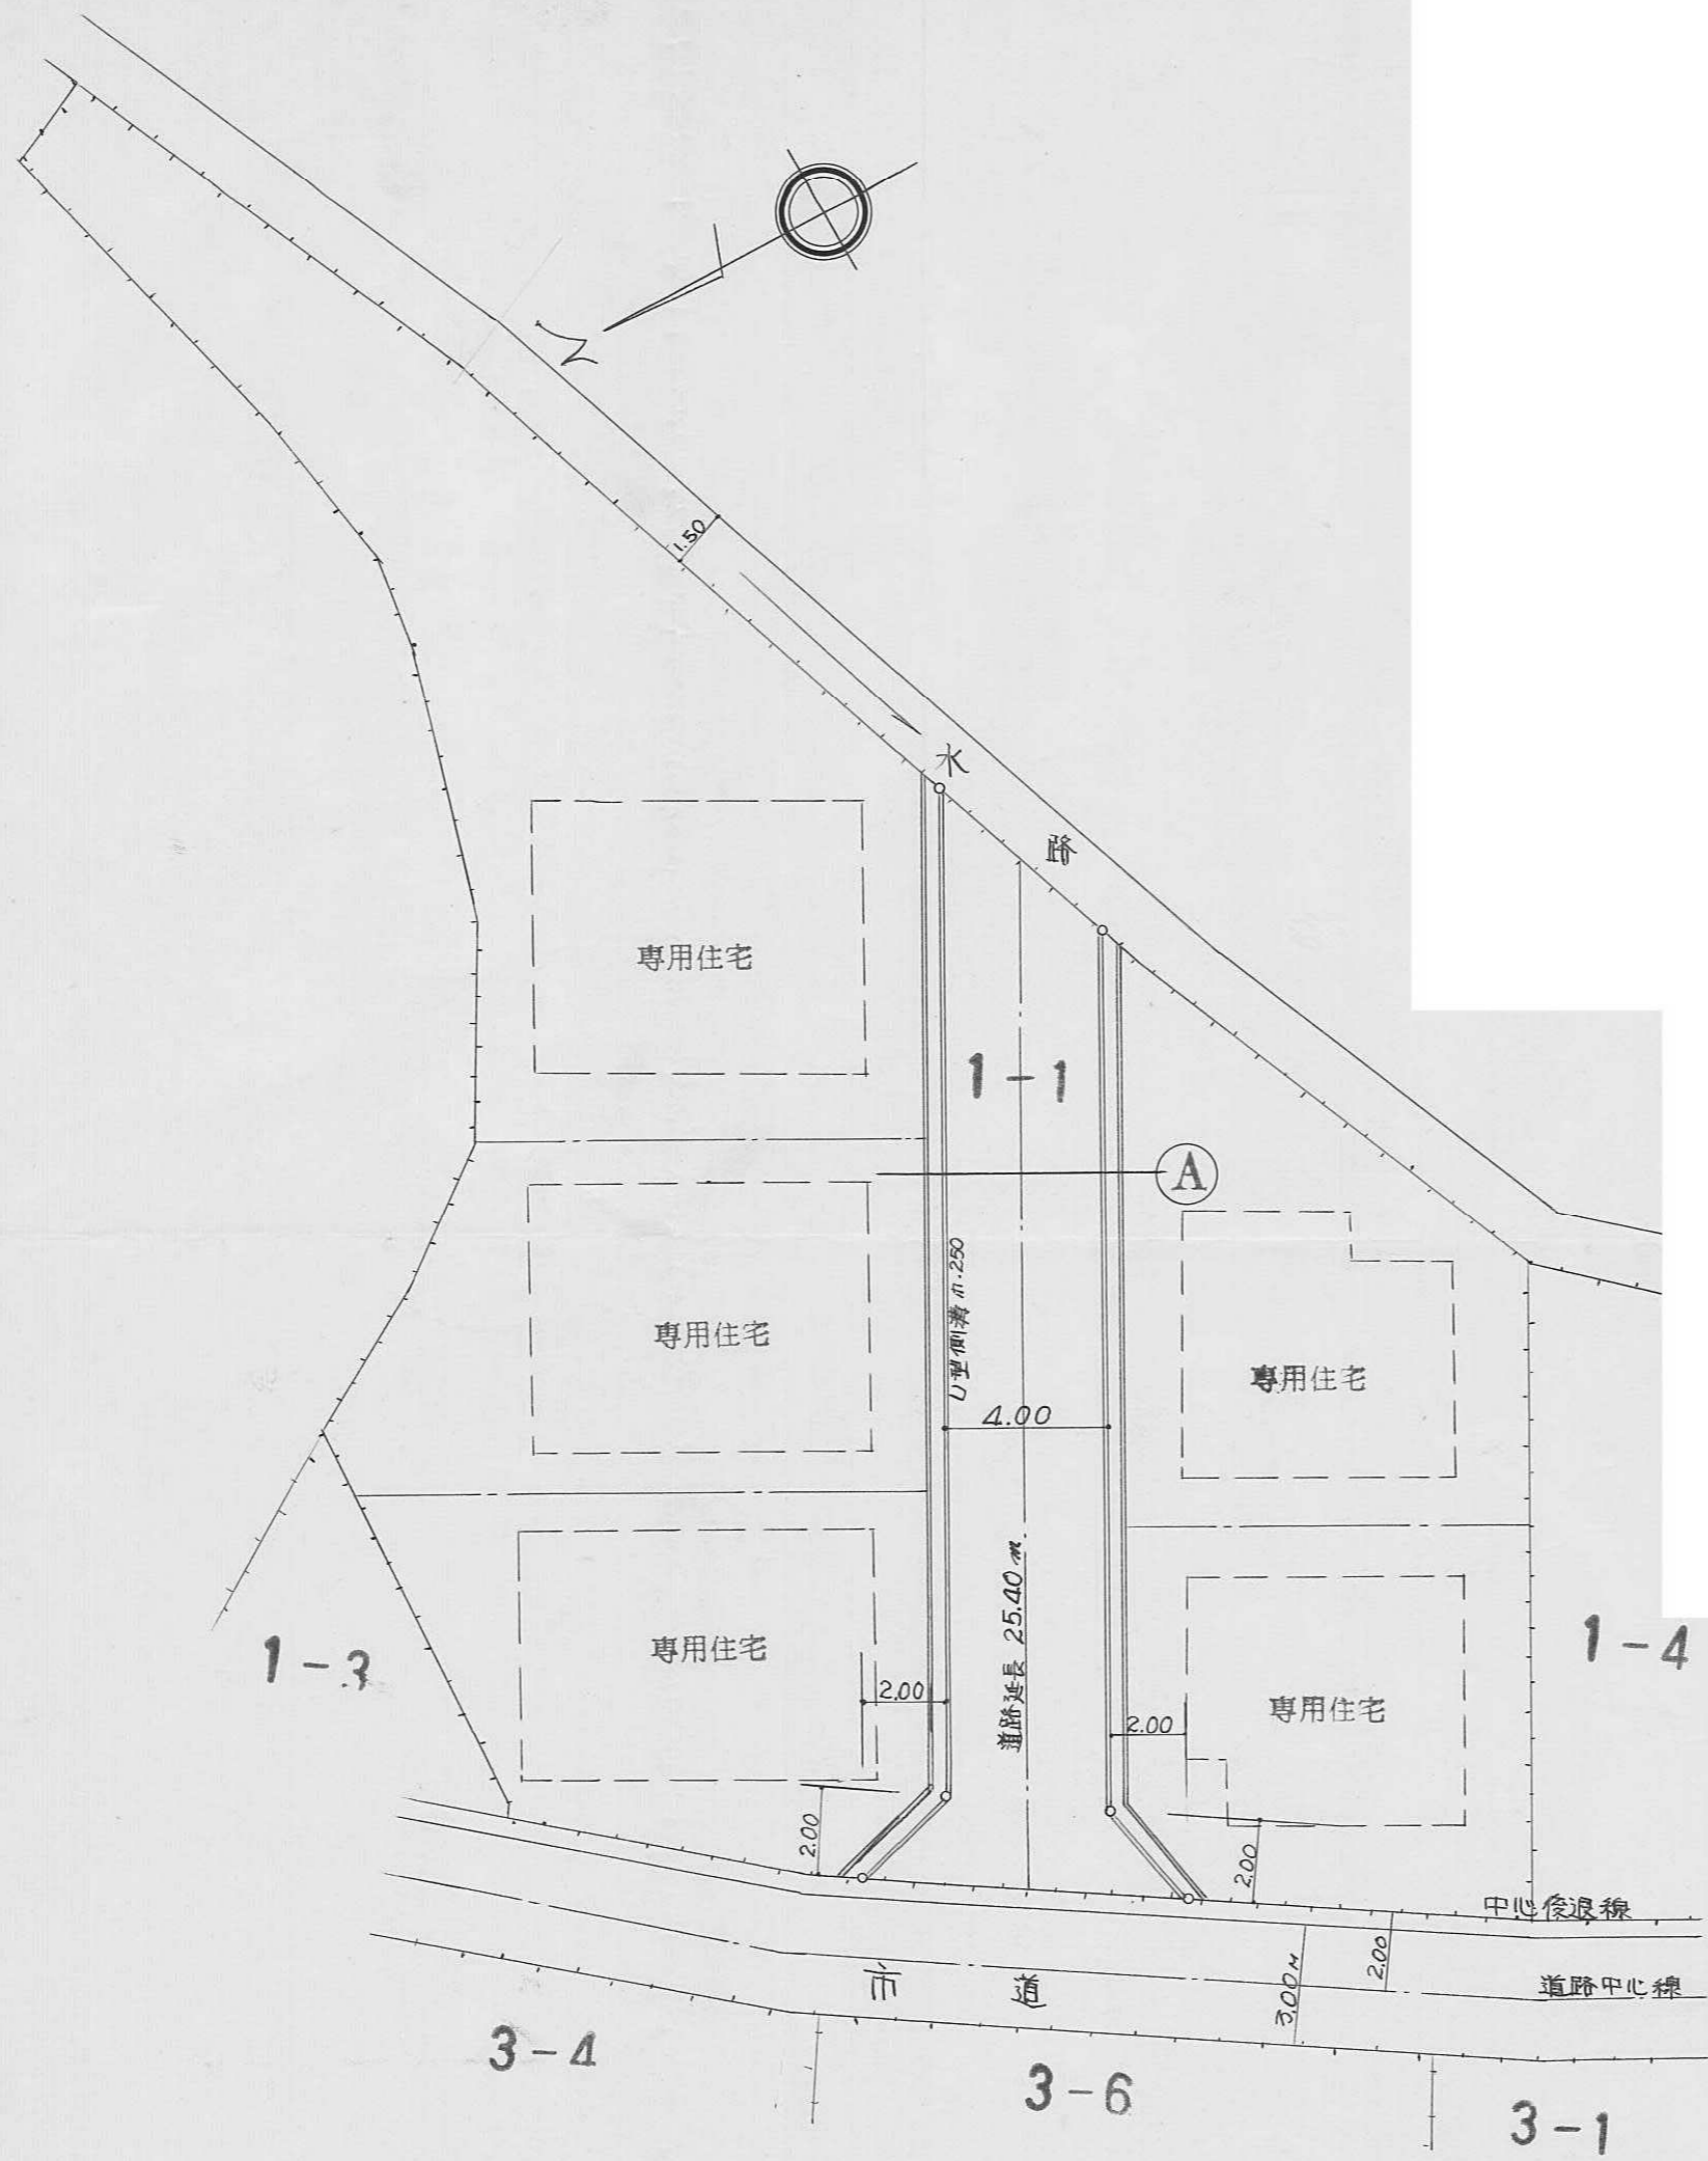 1.50
水
路
専用住宅
1-1
A
専用住宅
U型側溝 巾.250
専用住宅
4.00
専用住宅
道路延長 25.40m
1-3
1-4
2.00
専用住宅
2.00
2.00
2.00
中心後退線
2.00
3.00M
市道
道路中心線
3-4
3-6
3-1